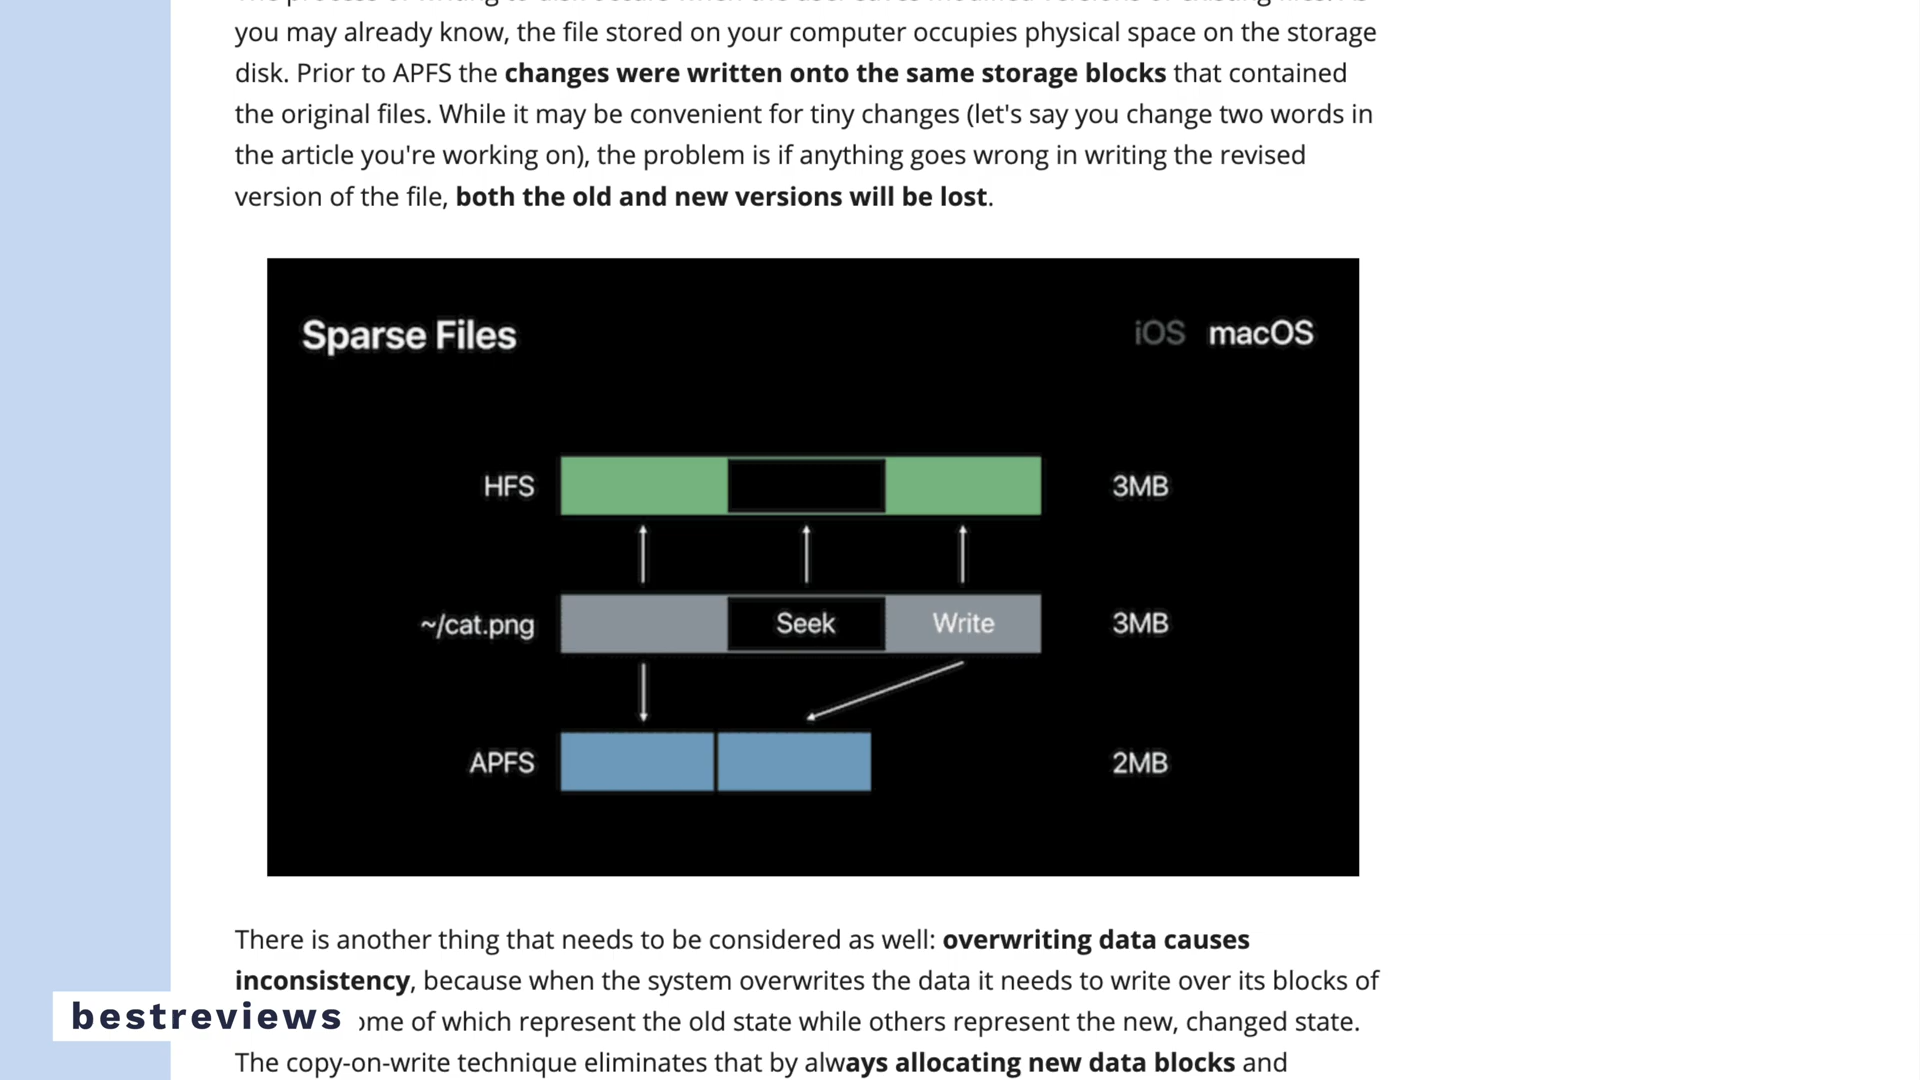 you may already know, the file stored on your computer occupies physical space on the storage
disk. Prior to APFS the changes were written onto the same storage blocks that contained
the original files. While it may be convenient for tiny changes (let's say you change two words in
the article you're working on), the problem is if anything goes wrong in writing the revised
version of the file, both the old and new versions will be lost.
Sparse Files
iOS macOS
HFS 3MB
~/cat.png Seek Write 3MB
APFS 2MB
There is another thing that needs to be considered as well: overwriting data causes
inconsistency, because when the system overwrites the data it needs to write over its blocks of
bestreviews
of which represent the old state while others represent the new, changed state.
The copy-on-write technique eliminates that by always allocating new data blocks and